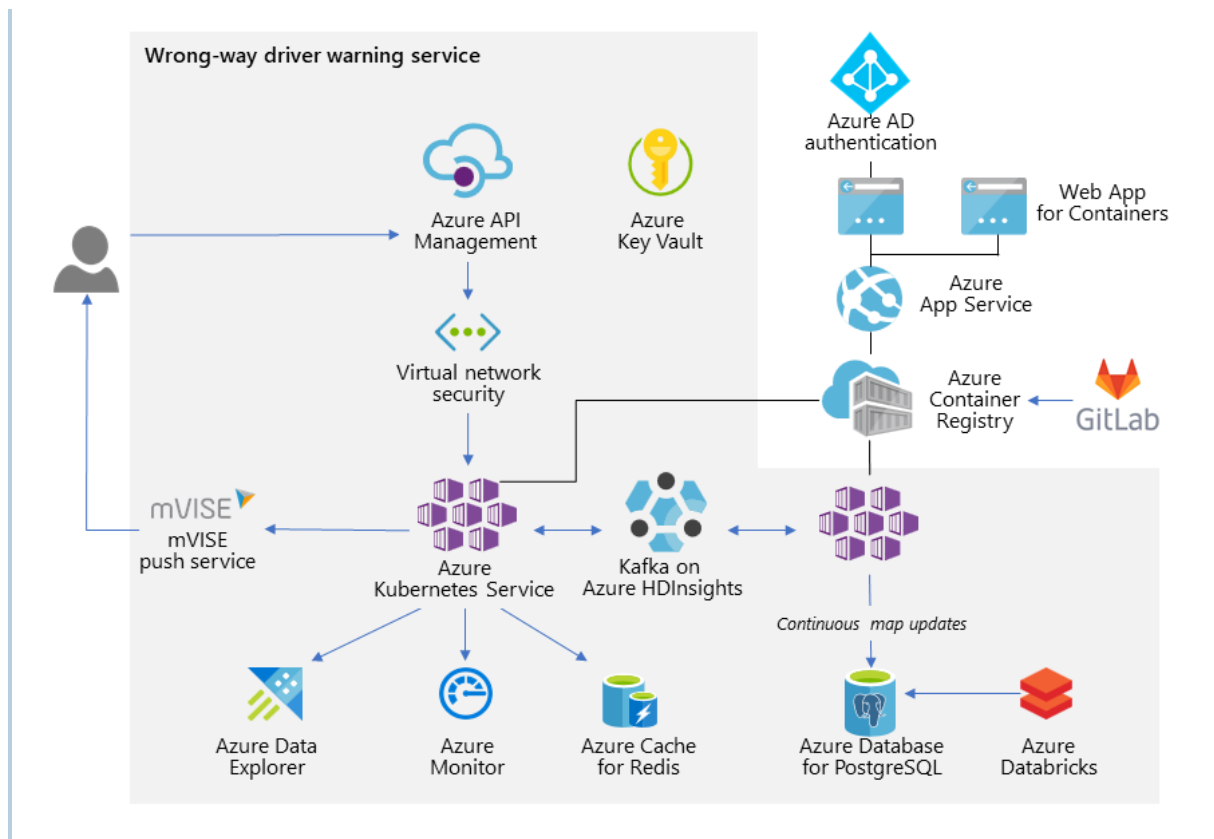 Wrong-way driver warning service
Azure AD
authentication
Azure API
Management
Azure
Key Vault
Web App
for Containers
Azure
App Service
Virtual network
security
Azure
Container
Registry
GitLab
mVISE
mVISE
push service
Azure
Kubernetes Service
Kafka on
Azure HDInsights
Continuous map updates
Azure Data
Explorer
Azure
Monitor
Azure Cache
for Redis
Azure Database
for PostgreSQL
Azure
Databricks